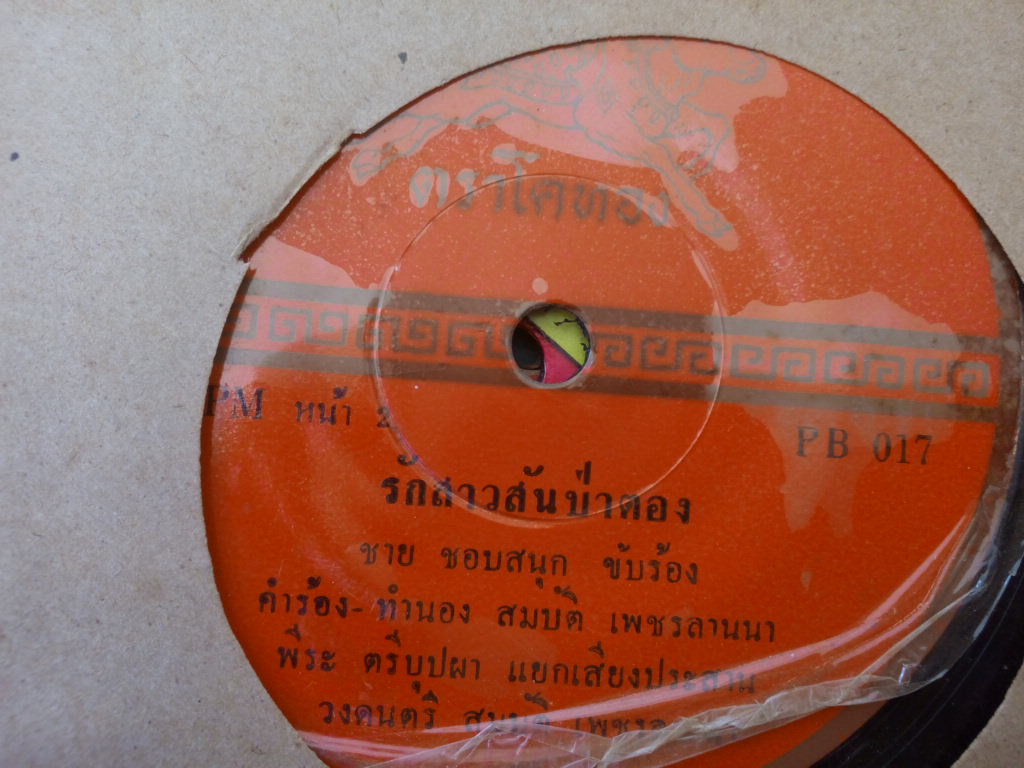 ตราโคทอง
PM หน้า 2
PB 017
รักสาวสันป่าตอง
ชาย ชอบสนุก ขับร้อง
คำร้อง-ทำนอง สมบัติ เพชรลานนา
พีระ ตรีบุปผา แยกเสียงประสาน
วงดนตรี สมบัติ